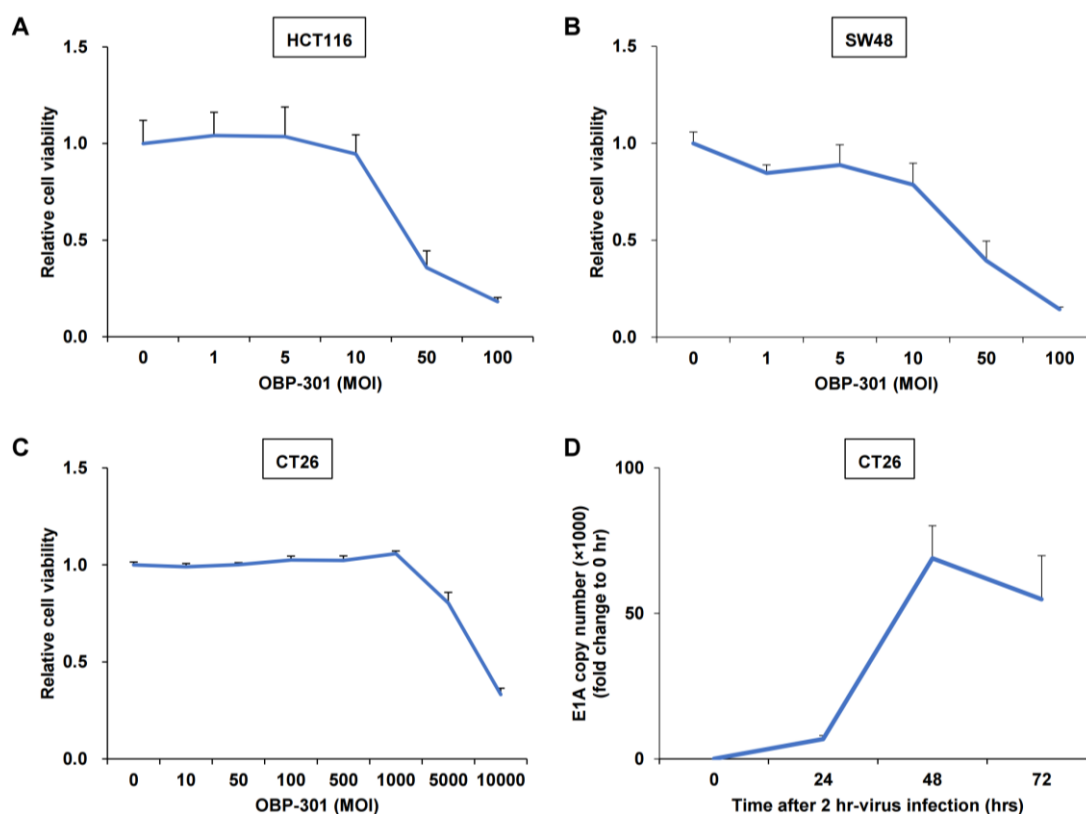 A
HCT116
1.5
1.0
0.5
0.0
Relative cell viability
0 1 5 10 50 100
OBP-301 (MOI)
B
SW48
1.5
1.0
0.5
0.0
Relative cell viability
0 1 5 10 50 100
OBP-301 (MOI)
C
CT26
1.5
1.0
0.5
0.0
Relative cell viability
0 10 50 100 500 1000 5000 10000
OBP-301 (MOI)
D
CT26
100
50
0
E1A copy number (×1000)
(fold change to 0 hr)
0 24 48 72
Time after 2 hr-virus infection (hrs)